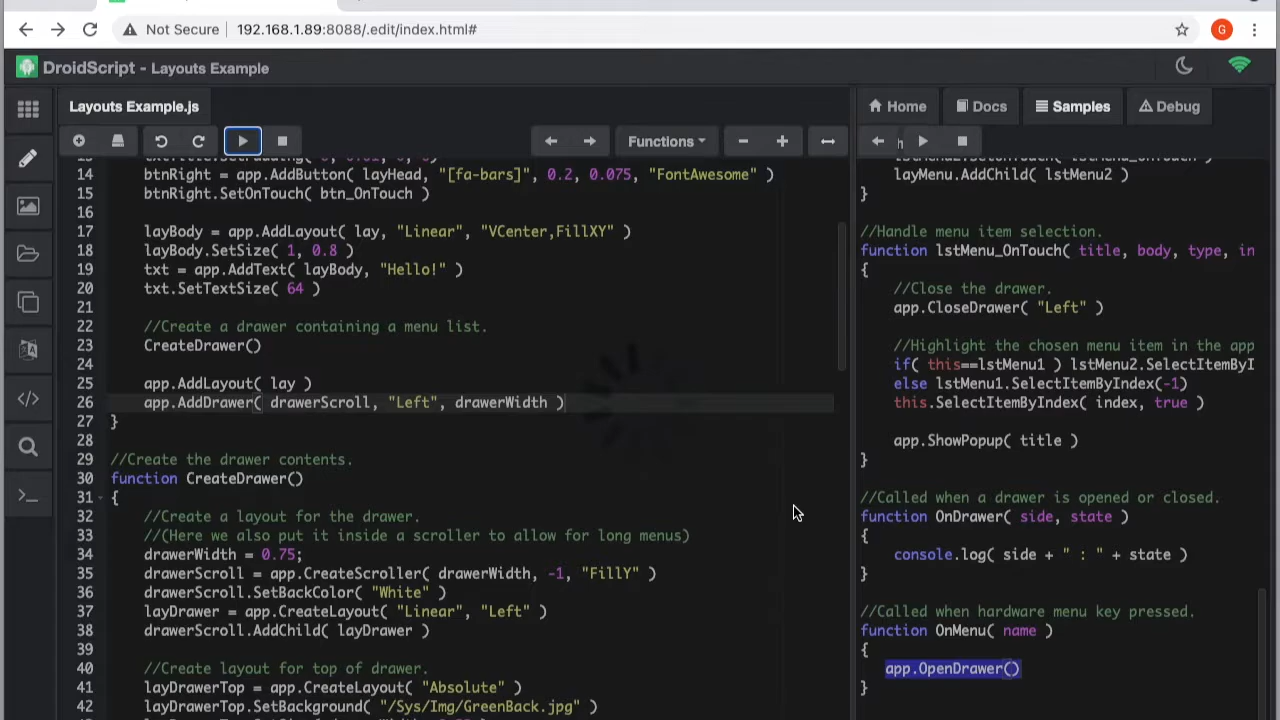 Not Secure
192.168.1.89:8088/.edit/index.html#
G
DroidScript - Layouts Example
Layouts Example.js
Functions
14 btnRight = app.AddButton( layHead, "[fa-bars]", 0.2, 0.075, "FontAwesome" )
15 btnRight.SetOnTouch( btn_OnTouch )
16
17 layBody = app.AddLayout( lay, "Linear", "VCenter,FillXY" )
18 layBody.SetSize( 1, 0.8 )
19 txt = app.AddText( layBody, "Hello!" )
20 txt.SetTextSize( 64 )
21
22 //Create a drawer containing a menu list.
23 CreateDrawer()
24
25 app.AddLayout( lay )
26 app.AddDrawer( drawerScroll, "Left", drawerWidth )
27 }
28
29 //Create the drawer contents.
30 function CreateDrawer()
31 {
32 //Create a layout for the drawer.
33 //(Here we also put it inside a scroller to allow for long menus)
34 drawerWidth = 0.75;
35 drawerScroll = app.CreateScroller( drawerWidth, -1, "FillY" )
36 drawerScroll.SetBackColor( "White" )
37 layDrawer = app.CreateLayout( "Linear", "Left" )
38 drawerScroll.AddChild( layDrawer )
39
40 //Create layout for top of drawer.
41 layDrawerTop = app.CreateLayout( "Absolute" )
42 layDrawerTop.SetBackground( "/Sys/Img/GreenBack.jpg" )
Home
Docs
Samples
Debug
layMenu.AddChild( lstMenu2 )
}
//Handle menu item selection.
function lstMenu_OnTouch( title, body, type, in
{
//Close the drawer.
app.CloseDrawer( "Left" )
//Highlight the chosen menu item in the app
if( this==lstMenu1 ) lstMenu2.SelectItemByI
else lstMenu1.SelectItemByIndex(-1)
this.SelectItemByIndex( index, true )
app.ShowPopup( title )
}
//Called when a drawer is opened or closed.
function OnDrawer( side, state )
{
console.log( side + " : " + state )
}
//Called when hardware menu key pressed.
function OnMenu( name )
{
app.OpenDrawer()
}